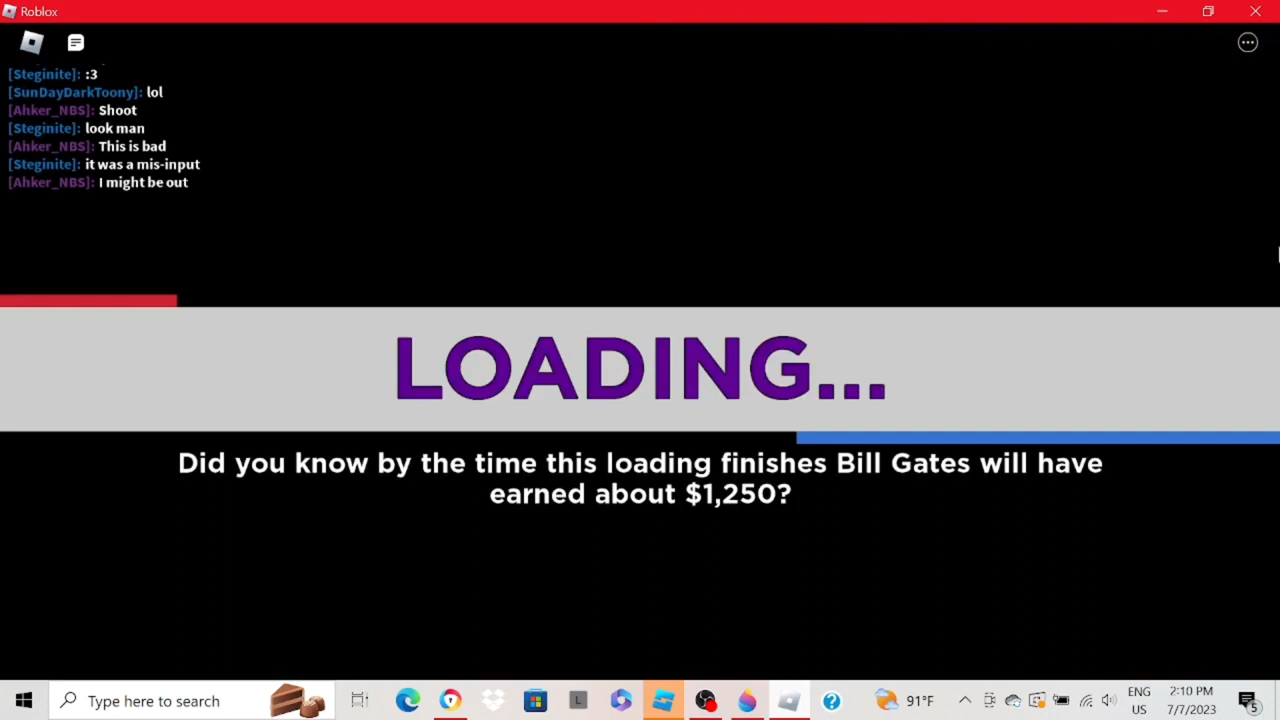 Roblox
[Steginite]: :3
[SunDayDarkToony]: lol
[Ahker_NBS]: Shoot
[Steginite]: look man
[Ahker_NBS]: This is bad
[Steginite]: it was a mis-input
[Ahker_NBS]: I might be out
LOADING...
Did you know by the time this loading finishes Bill Gates will have
earned about $1,250?
Type here to search
L
91°F
ENG
US
2:10 PM
7/7/2023
5